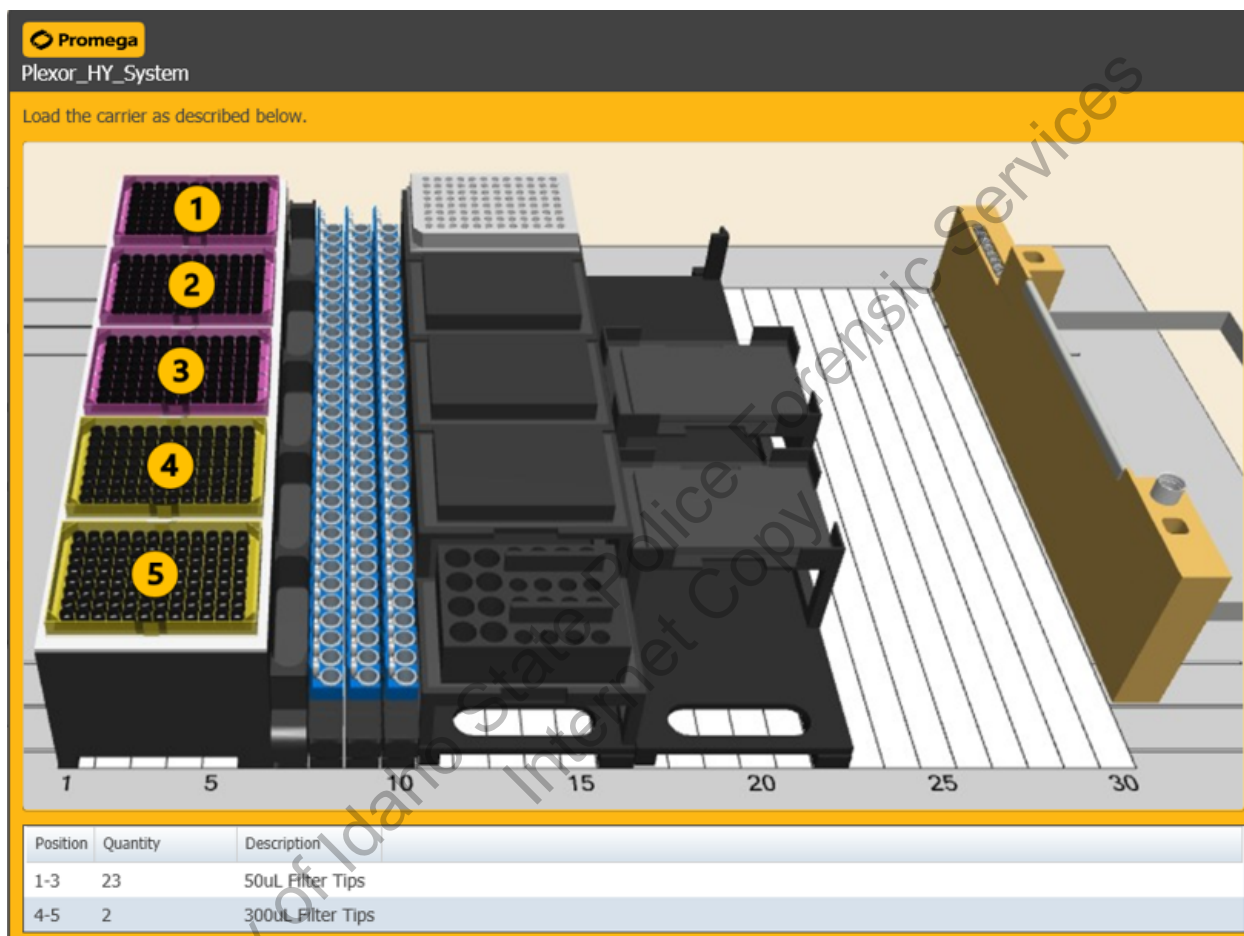 Promega
Plexor_HY_System
Load the carrier as described below.
1
2
3
4
5
1 5 10 15 20 25 30
Position Quantity Description
1-3 23 50uL Filter Tips
4-5 2 300uL Filter Tips
of Idaho State Police Forensic Services
Internet Copy